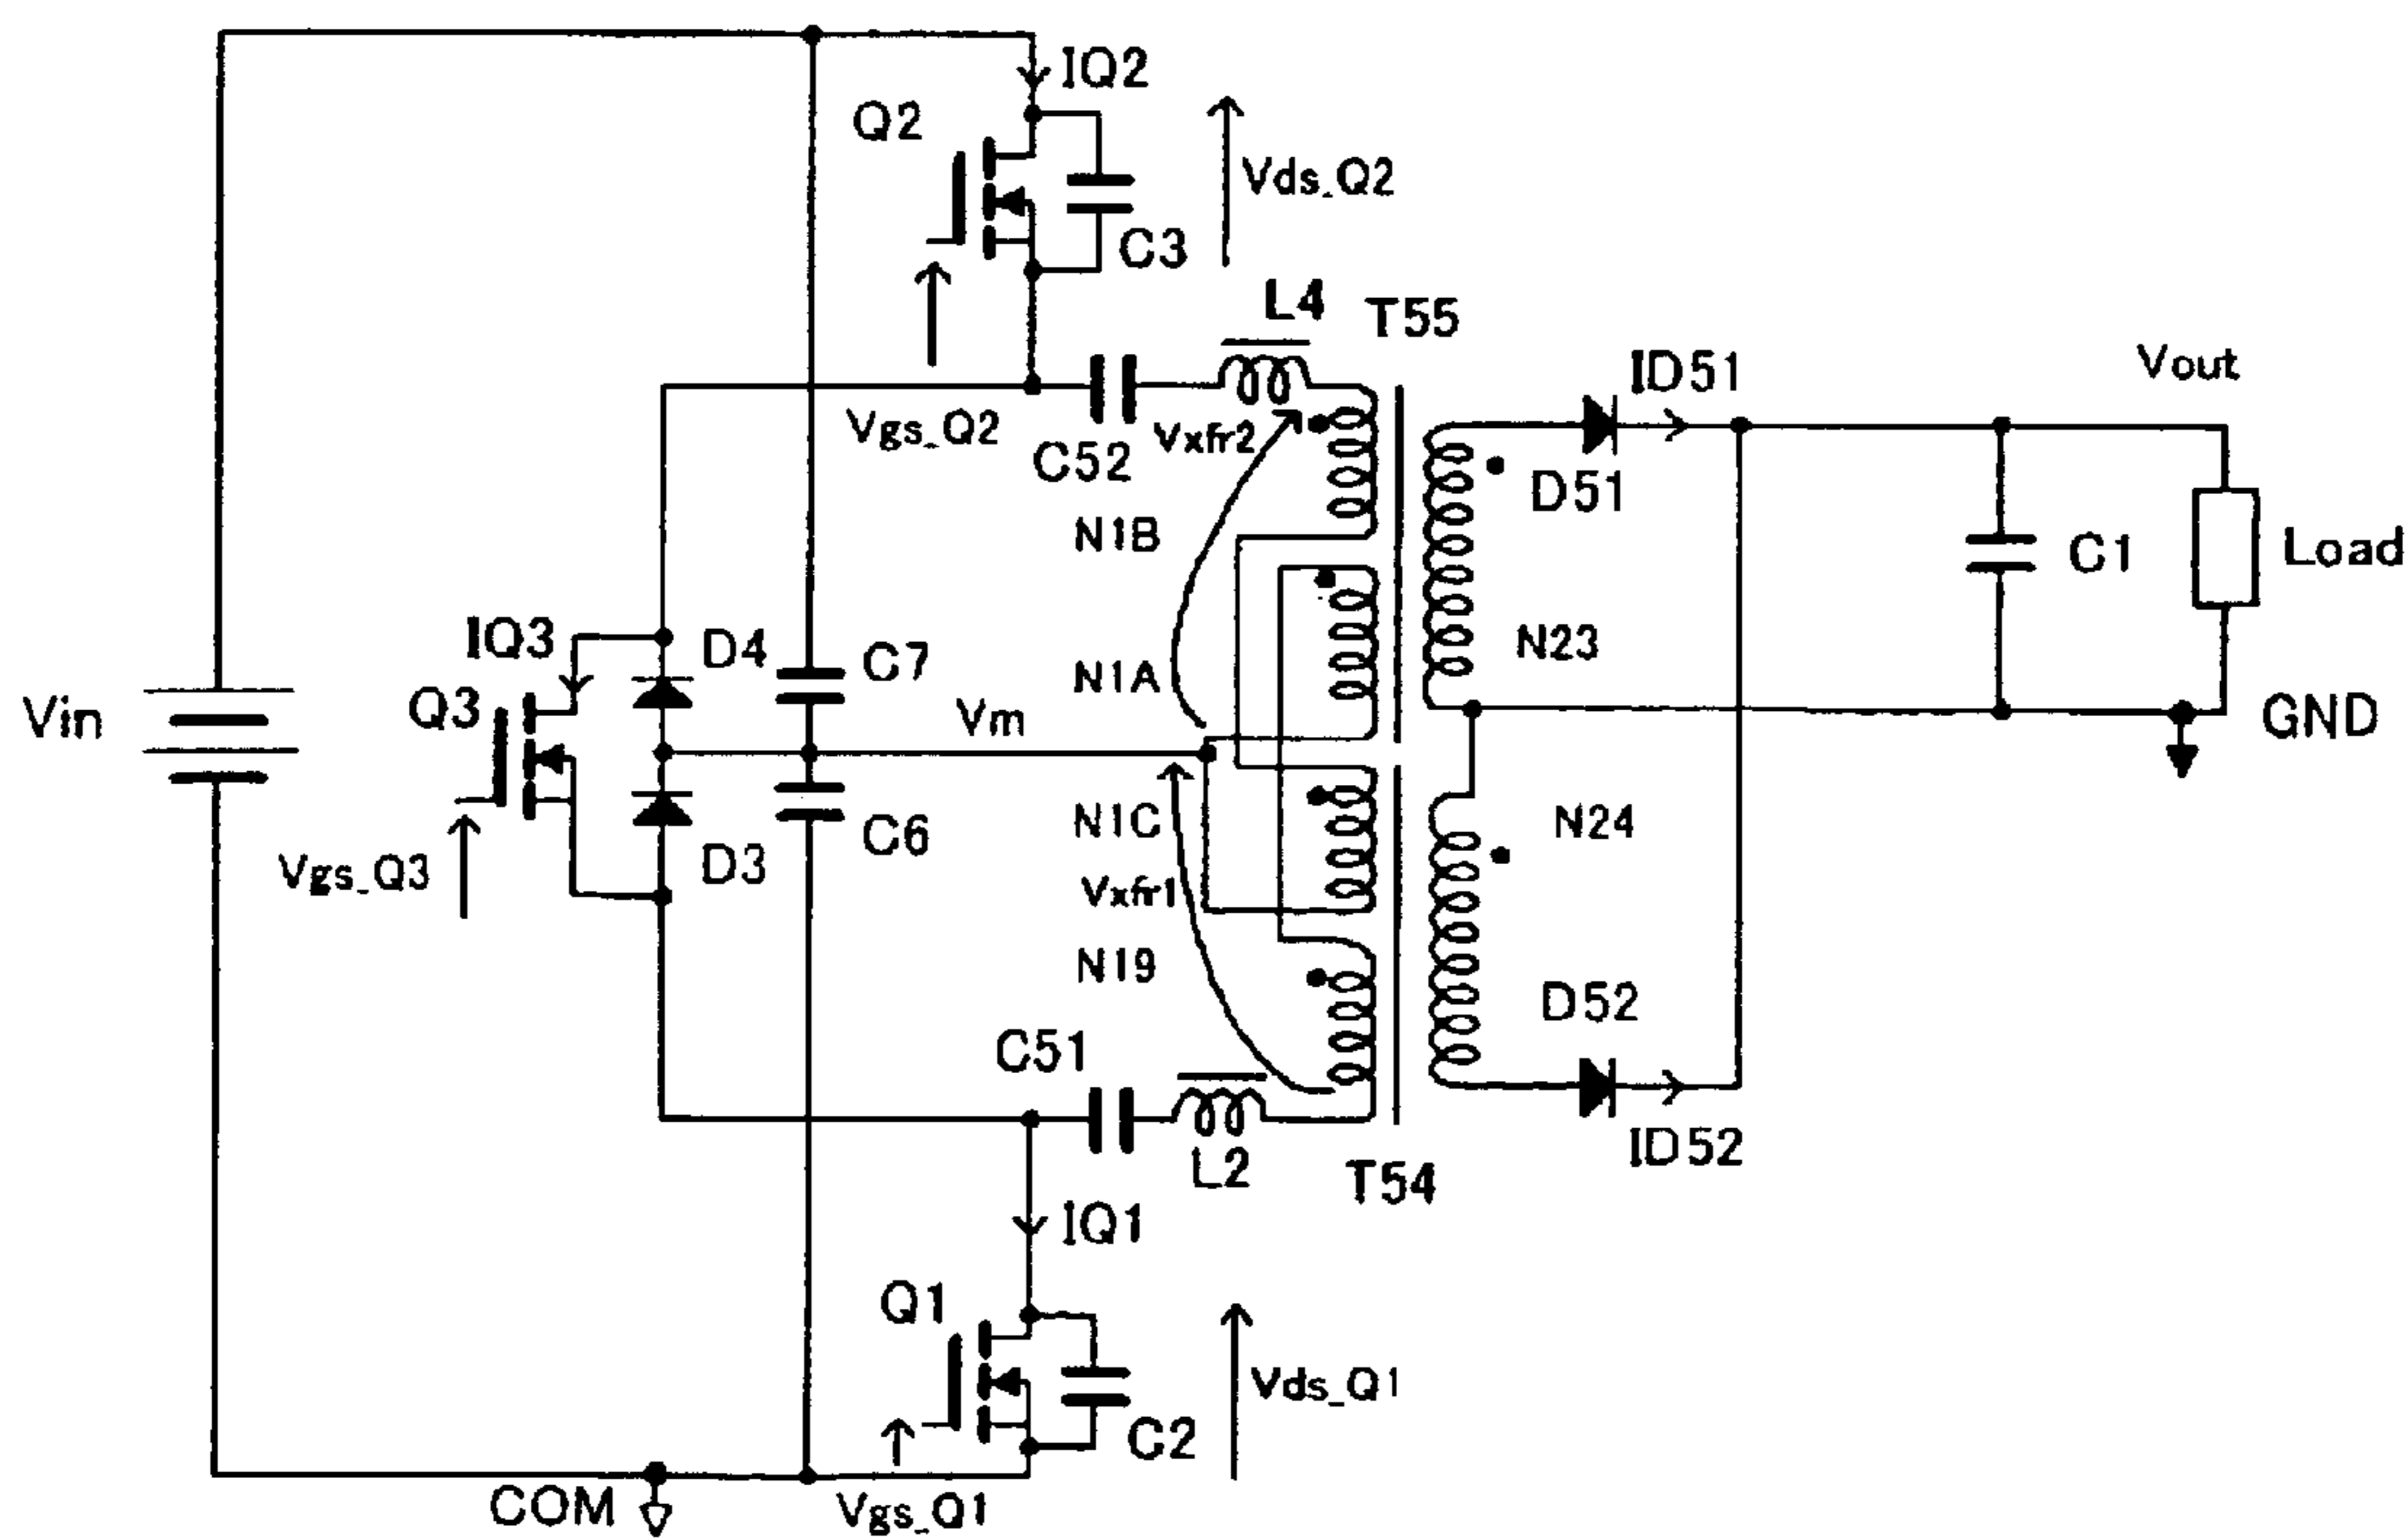 IQ2
Q2
Vds_Q2
C3
L4
T55
ID51
Vout
Vgs_Q2
Vxfr2
C52
D51
N1B
C1
Load
IQ3
D4
C7
N1A
N23
Q3
Vin
Vm
GND
N1C
N24
C6
Vgs_Q3
D3
Vxfr1
N19
D52
C51
L2
T54
ID52
IQ1
Q1
Vds_Q1
C2
COM
Vgs_Q1